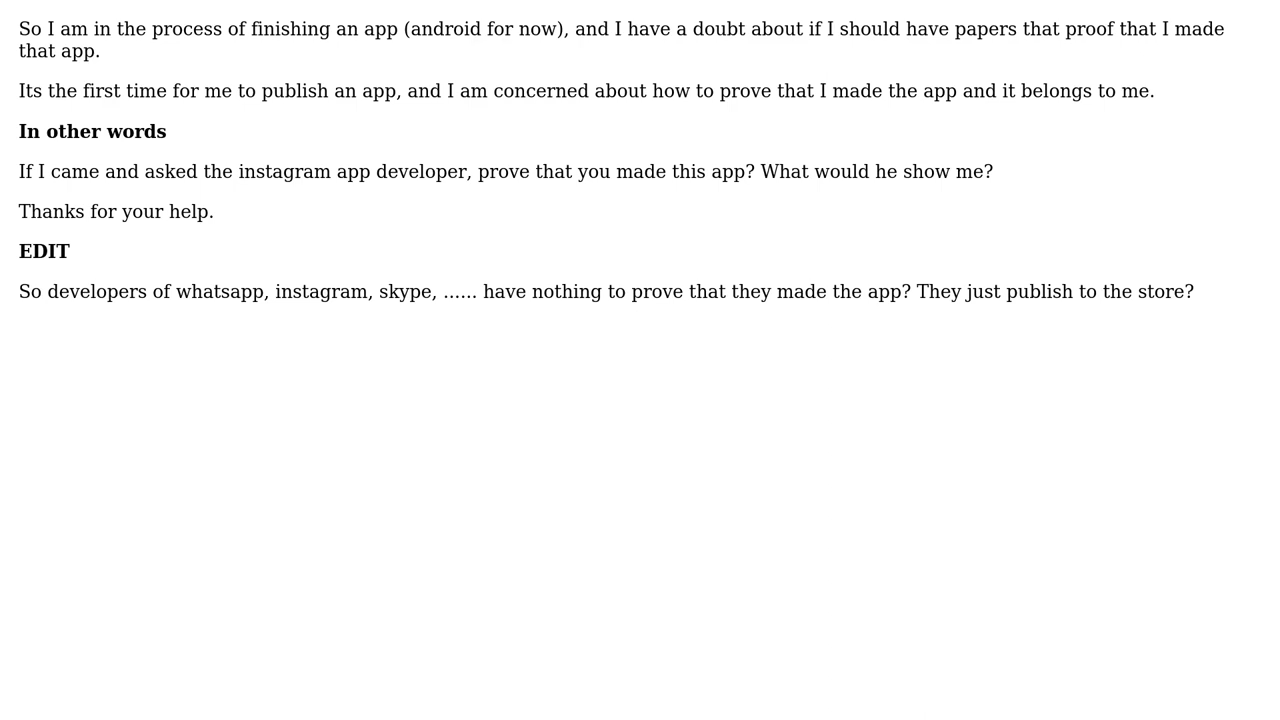 So I am in the process of finishing an app (android for now), and I have a doubt about if I should have papers that proof that I made
that app.
Its the first time for me to publish an app, and I am concerned about how to prove that I made the app and it belongs to me.
In other words
If I came and asked the instagram app developer, prove that you made this app? What would he show me?
Thanks for your help.
EDIT
So developers of whatsapp, instagram, skype, ...... have nothing to prove that they made the app? They just publish to the store?